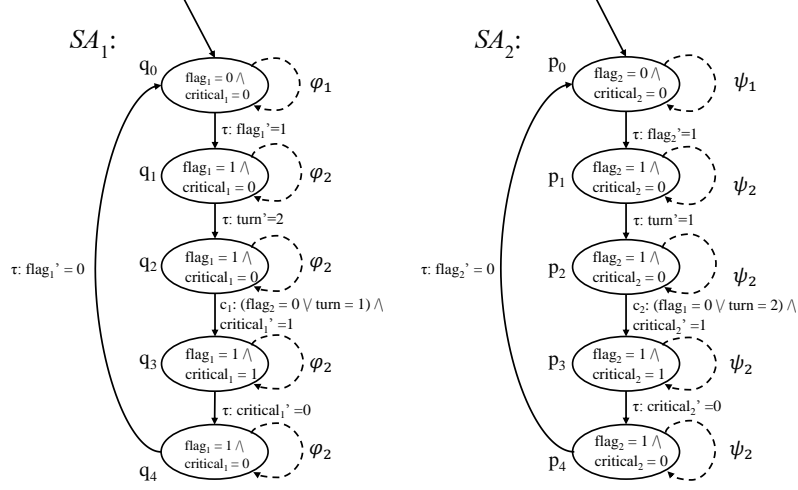 SA₁:
q₀
flag₁ = 0 /\
critical₁ = 0
φ₁
τ: flag₁’=1
q₁
flag₁ = 1 /\
critical₁ = 0
φ₂
τ: turn’=2
q₂
flag₁ = 1 /\
critical₁ = 0
φ₂
τ: flag₁’ = 0
c₁: (flag₂ = 0 \/ turn = 1) /\
critical₁’ =1
q₃
flag₁ = 1 /\
critical₁ = 1
φ₂
τ: critical₁’ =0
flag₁ = 1 /\
critical₁ = 0
φ₂
q₄
SA₂:
p₀
flag₂ = 0 /\
critical₂ = 0
ψ₁
τ: flag₂’=1
p₁
flag₂ = 1 /\
critical₂ = 0
ψ₂
τ: turn’=1
p₂
flag₂ = 1 /\
critical₂ = 0
ψ₂
τ: flag₂’ = 0
c₂: (flag₁ = 0 \/ turn = 2) /\
critical₂’ =1
p₃
flag₂ = 1 /\
critical₂ = 1
ψ₂
τ: critical₂’ =0
flag₂ = 1 /\
critical₂ = 0
ψ₂
p₄